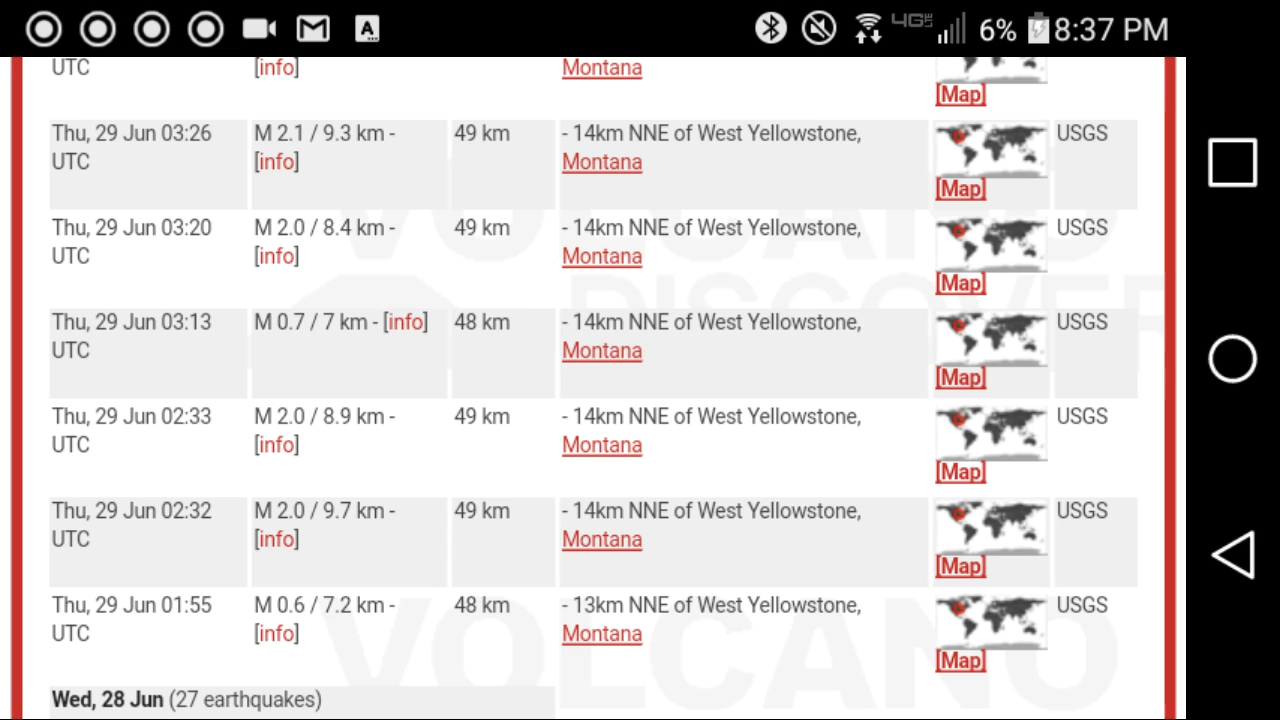 A
4G LTE
6%
8:37 PM
UTC
[info]
Montana
[Map]
Thu, 29 Jun 03:26
UTC
M 2.1 / 9.3 km -
[info]
49 km
- 14km NNE of West Yellowstone,
Montana
[Map]
USGS
Thu, 29 Jun 03:20
UTC
M 2.0 / 8.4 km -
[info]
49 km
- 14km NNE of West Yellowstone,
Montana
[Map]
USGS
Thu, 29 Jun 03:13
UTC
M 0.7 / 7 km - [info]
48 km
- 14km NNE of West Yellowstone,
Montana
[Map]
USGS
Thu, 29 Jun 02:33
UTC
M 2.0 / 8.9 km -
[info]
49 km
- 14km NNE of West Yellowstone,
Montana
[Map]
USGS
Thu, 29 Jun 02:32
UTC
M 2.0 / 9.7 km -
[info]
49 km
- 14km NNE of West Yellowstone,
Montana
[Map]
USGS
Thu, 29 Jun 01:55
UTC
M 0.6 / 7.2 km -
[info]
48 km
- 13km NNE of West Yellowstone,
Montana
[Map]
USGS
Wed, 28 Jun (27 earthquakes)
VOLCANO
DISCOVER
VOLCANO